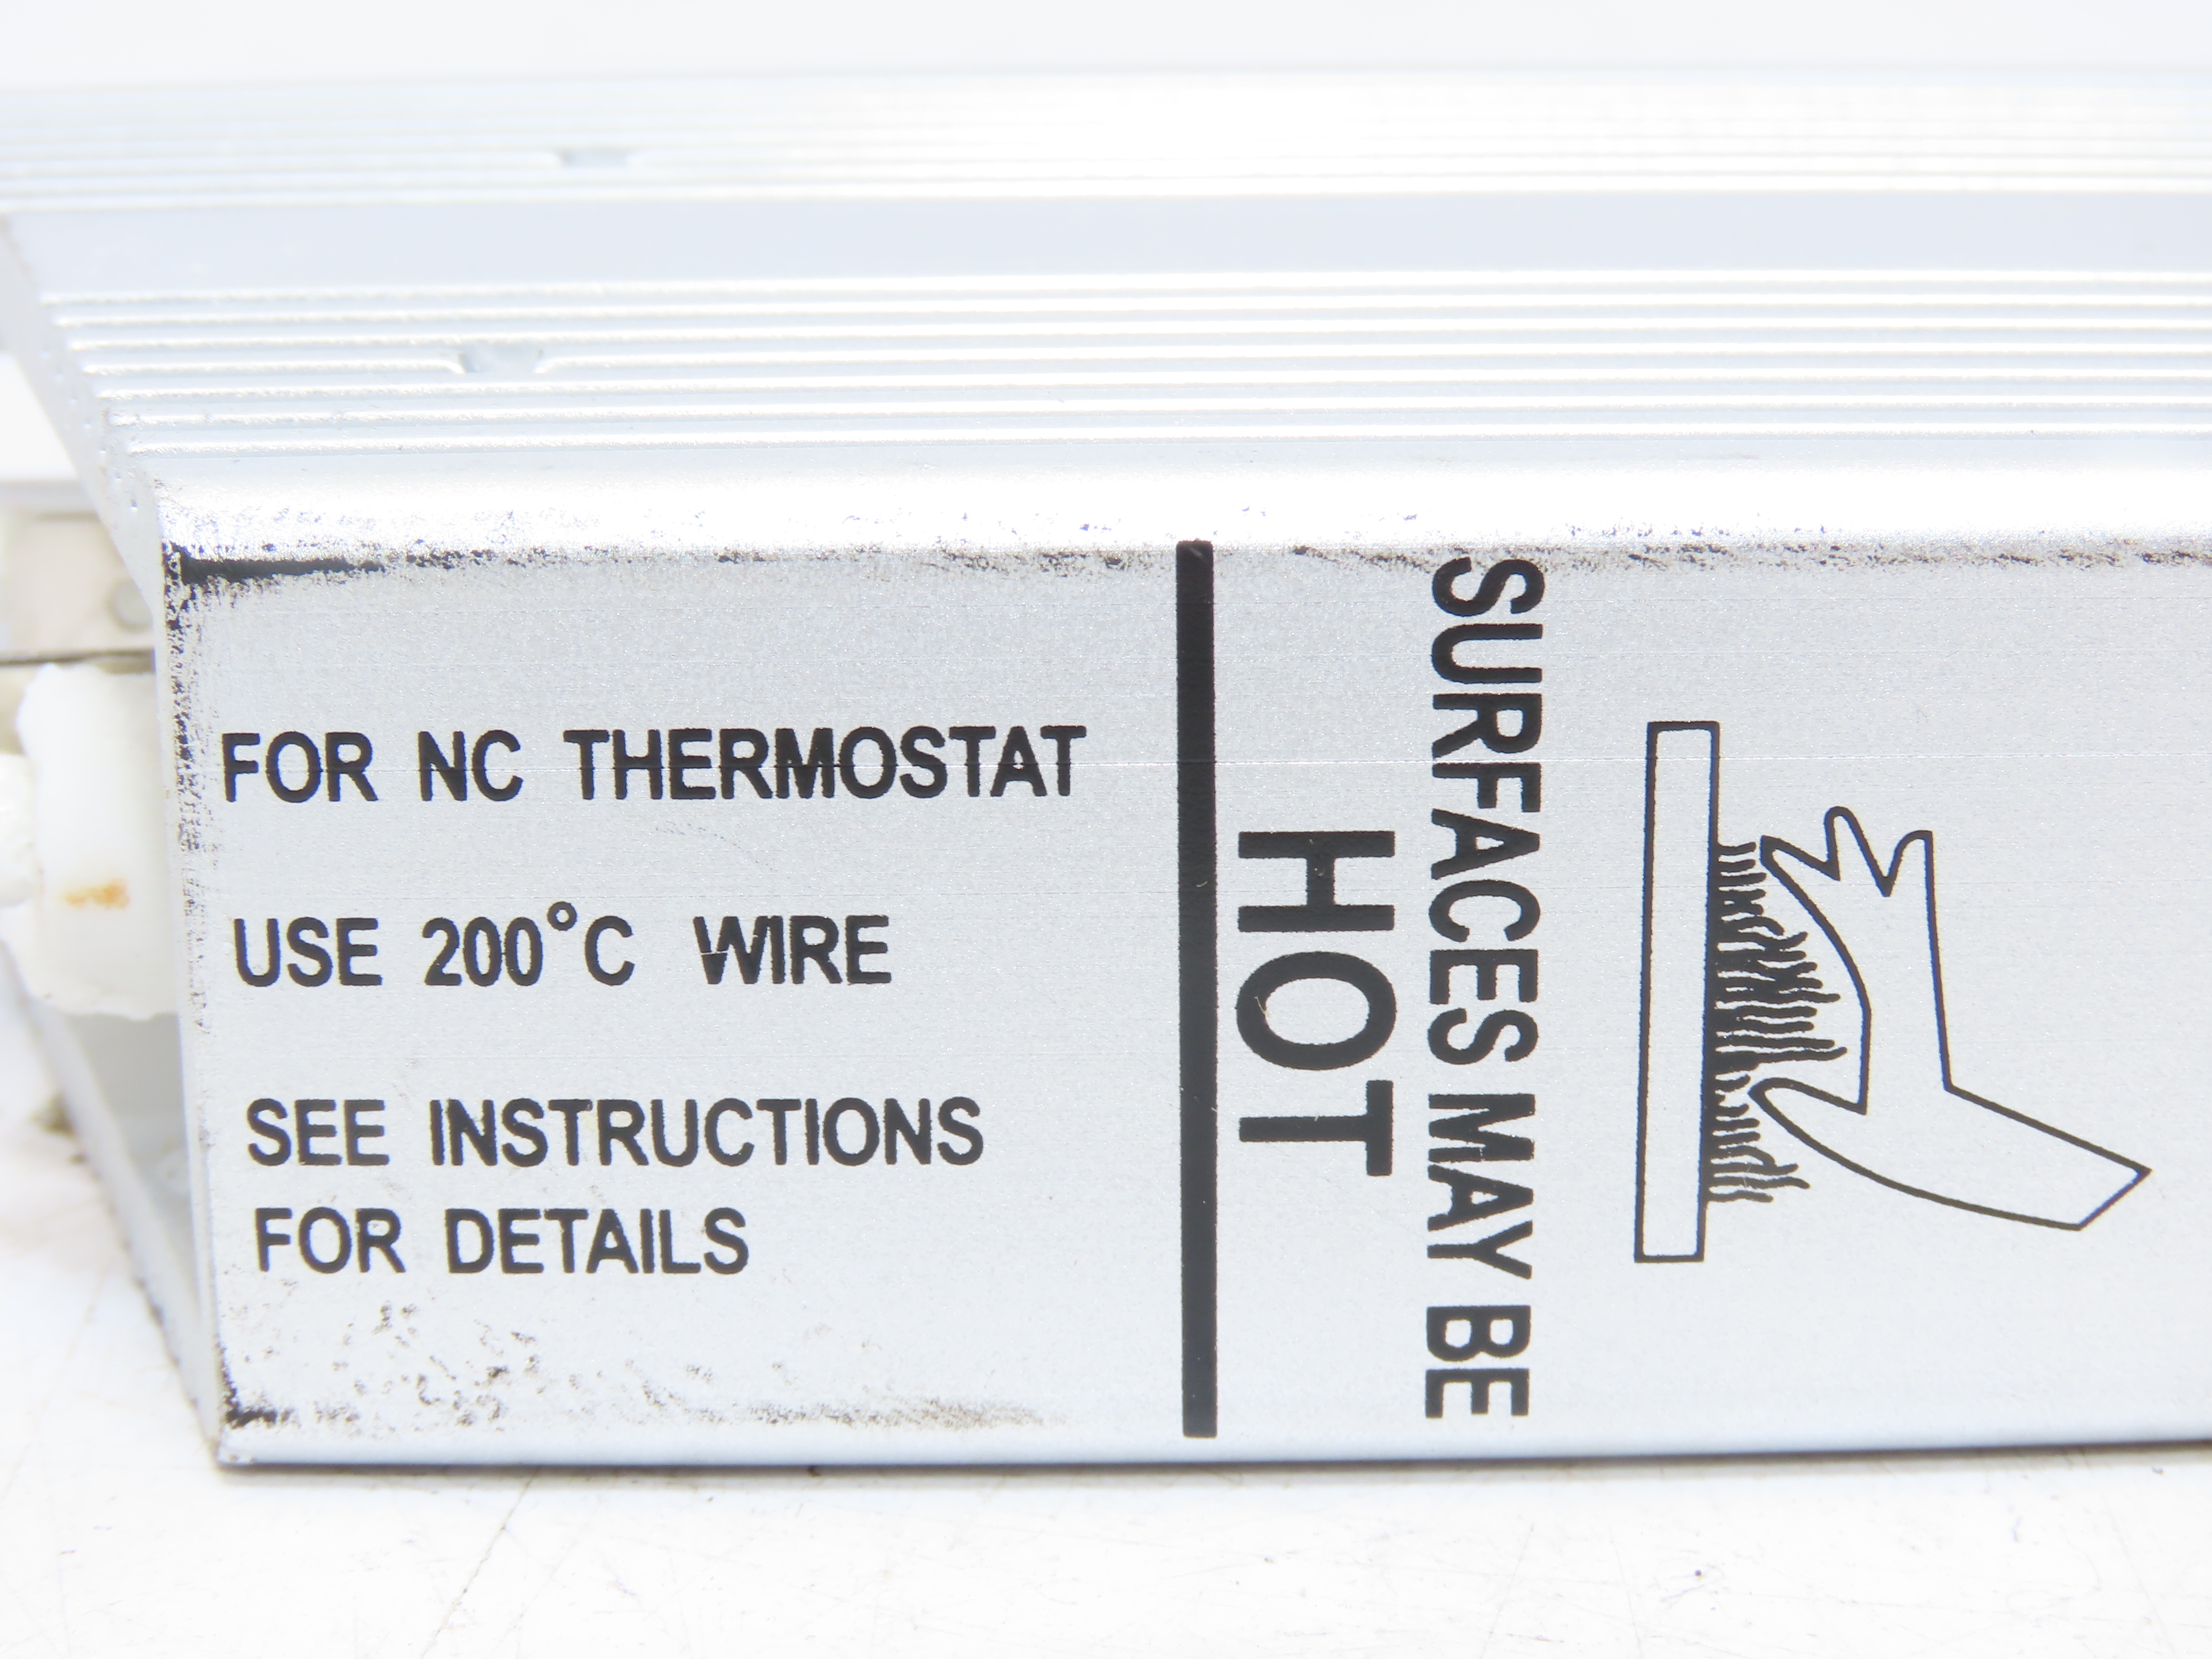 FOR NC THERMOSTAT
USE 200°C WIRE
SEE INSTRUCTIONS
FOR DETAILS
SURFACES MAY BE
HOT